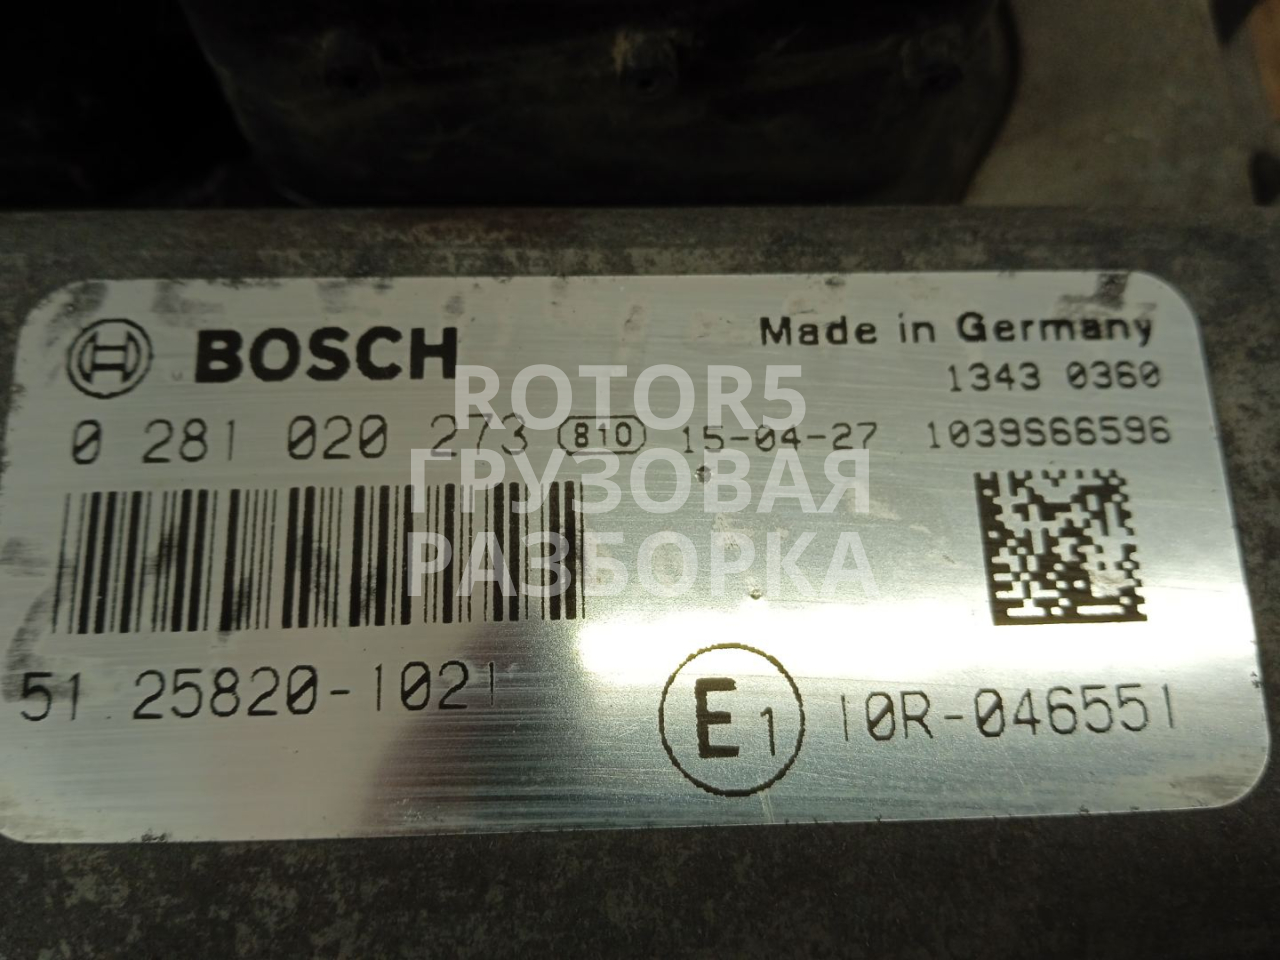 BOSCH
Made in Germany
1343 0360
0 281 020 273 810 15-04-27 1039S66596
51.25820-1021
E1 10R-046551
ROTOR5
ГРУЗОВАЯ
РАЗБОРКА